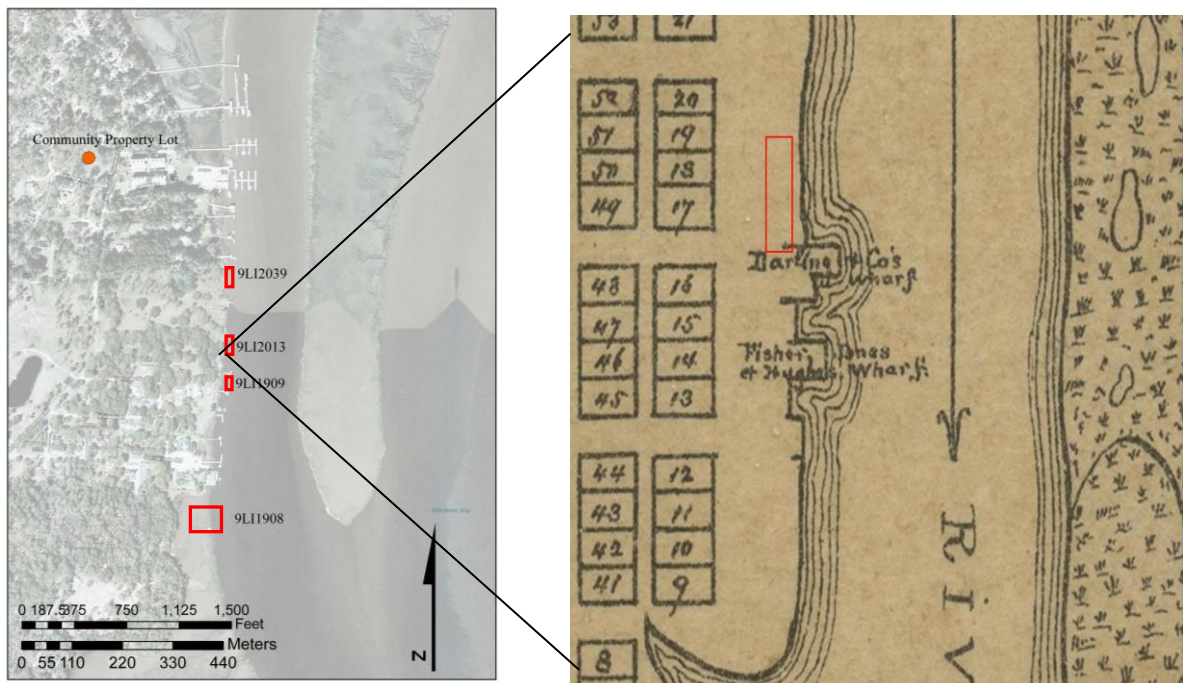 Community Property Lot
9LI2039
9LI2013
9LI1909
9LI1908
0 187.5375 750 1,125 1,500
Feet
Meters
0 55 110 220 330 440
N
53 21
52 20
51 19
50 18
49 17
Darling & Co's
Wharf
48 16
47 15
Fisher, Jones
et Hughes Wharf.
46 14
45 13
44 12
43 11
42 10
41 9
8
RIV